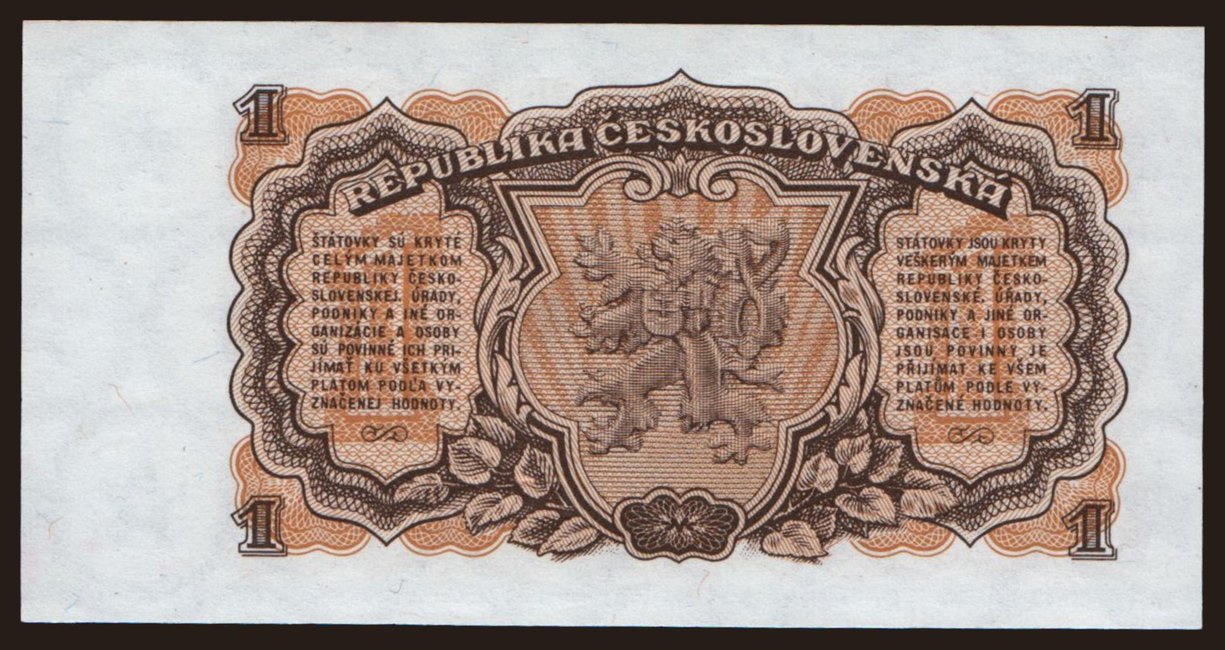 1
1
REPUBLIKA ČESKOSLOVENSKÁ
ŠTÁTOVKY SÚ KRYTÉ
CELÝM MAJETKOM
REPUBLIKY ČESKO-
SLOVENSKEJ. ÚRADY,
PODNIKY A INÉ OR-
GANIZÁCIE A OSOBY
SÚ POVINNÉ ICH PRI-
JÍMAŤ KU VŠETKÝM
PLATOM PODĽA VY-
ZNAČENEJ HODNOTY.
STÁTOVKY JSOU KRYTY
VEŠKERÝM MAJETKEM
REPUBLIKY ČESKO-
SLOVENSKÉ. ÚŘADY,
PODNIKY A JINÉ OR-
GANISACE I OSOBY
JSOU POVINNY JE
PŘIJÍMAT KE VŠEM
PLATŮM PODLE VY-
ZNAČENÉ HODNOTY.
1
1